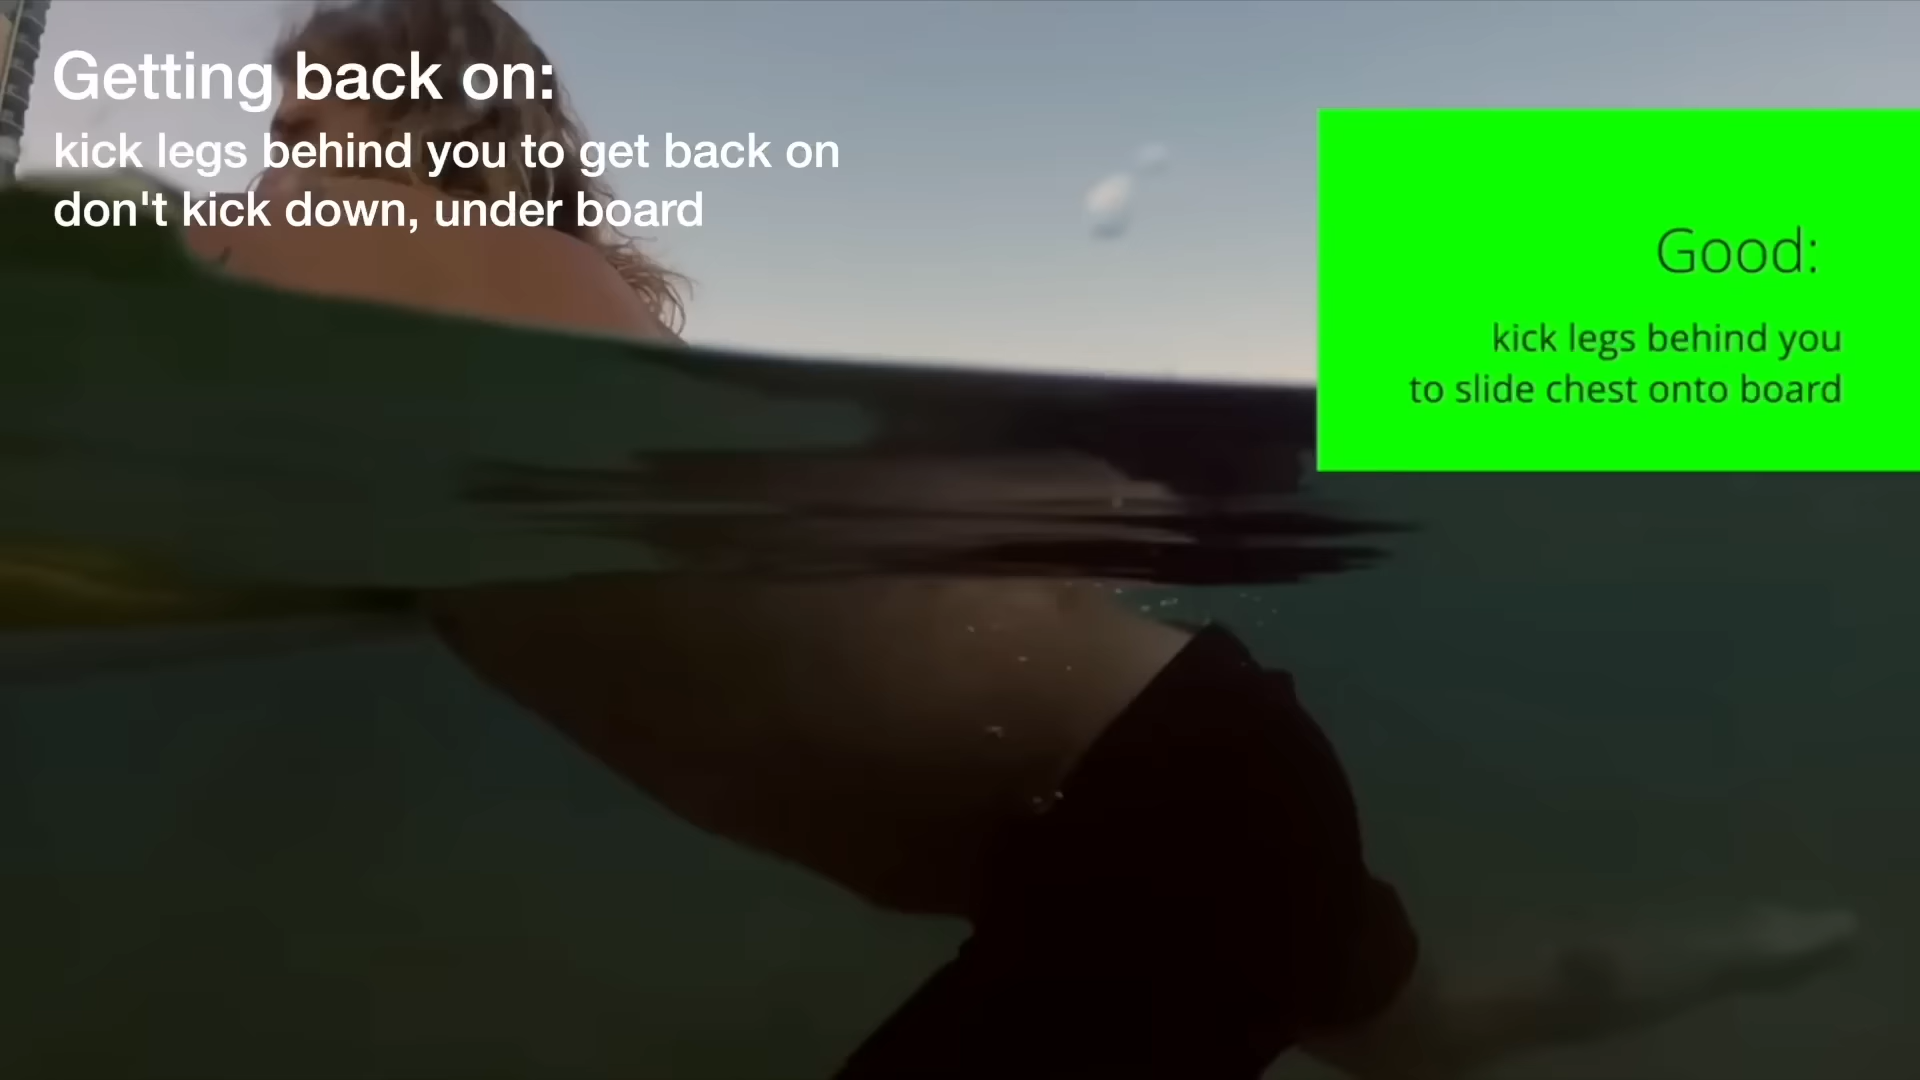 Getting back on:
kick legs behind you to get back on
don't kick down, under board
Good:
kick legs behind you
to slide chest onto board